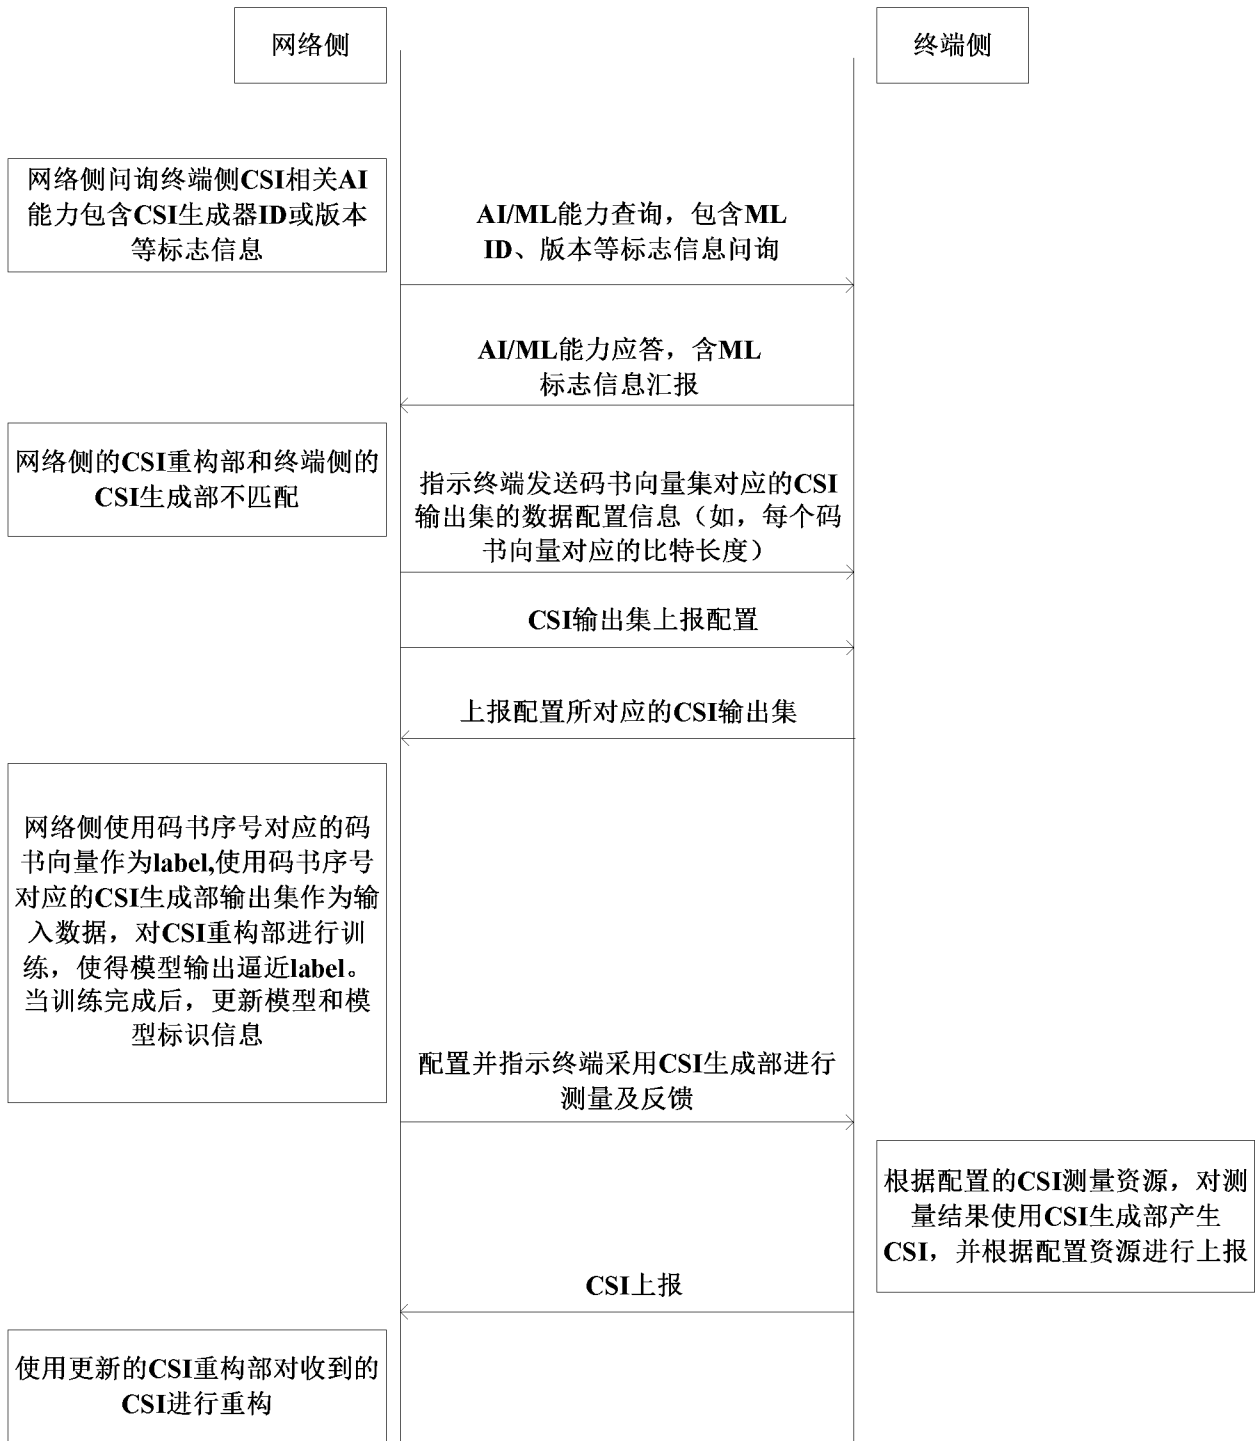 网络侧
终端侧
网络侧问询终端侧CSI相关AI
能力包含CSI生成器ID或版本
等标志信息
AI/ML能力查询，包含ML
ID、版本等标志信息问询
AI/ML能力应答，含ML
标志信息汇报
网络侧的CSI重构部和终端侧的
CSI生成部不匹配
指示终端发送码书向量集对应的CSI
输出集的数据配置信息（如，每个码
书向量对应的比特长度）
CSI输出集上报配置
上报配置所对应的CSI输出集
网络侧使用码书序号对应的码
书向量作为label,使用码书序号
对应的CSI生成部输出集作为输
入数据，对CSI重构部进行训
练，使得模型输出逼近label。
当训练完成后，更新模型和模
型标识信息
配置并指示终端采用CSI生成部进行
测量及反馈
根据配置的CSI测量资源，对测
量结果使用CSI生成部产生
CSI，并根据配置资源进行上报
CSI上报
使用更新的CSI重构部对收到的
CSI进行重构